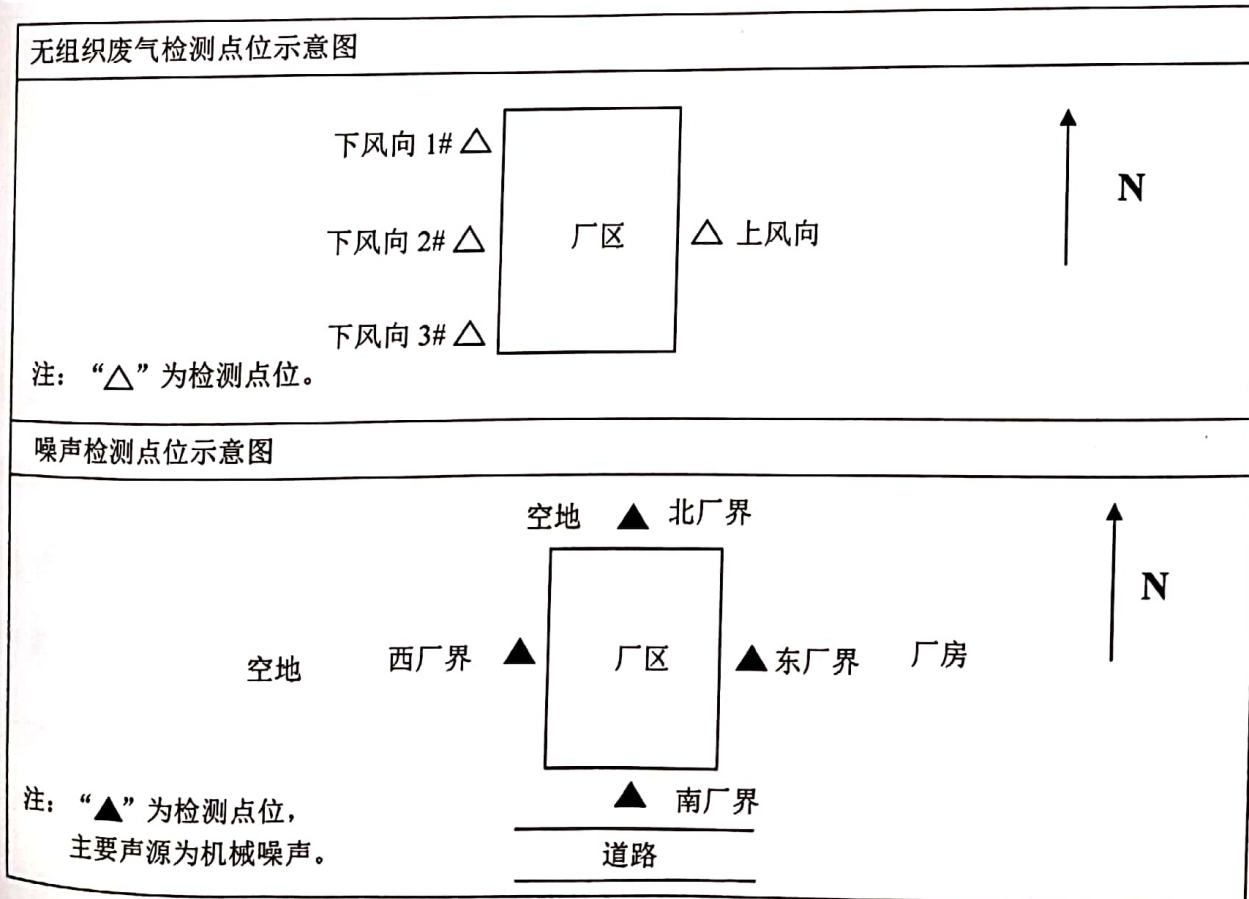 无组织废气检测点位示意图
下风向 1# △
N
下风向 2# △
厂区
△ 上风向
下风向 3# △
注：“△”为检测点位。
噪声检测点位示意图
空地 ▲ 北厂界
N
空地
西厂界 ▲
厂区
▲ 东厂界
厂房
▲ 南厂界
注：“▲”为检测点位，
主要声源为机械噪声。
道路